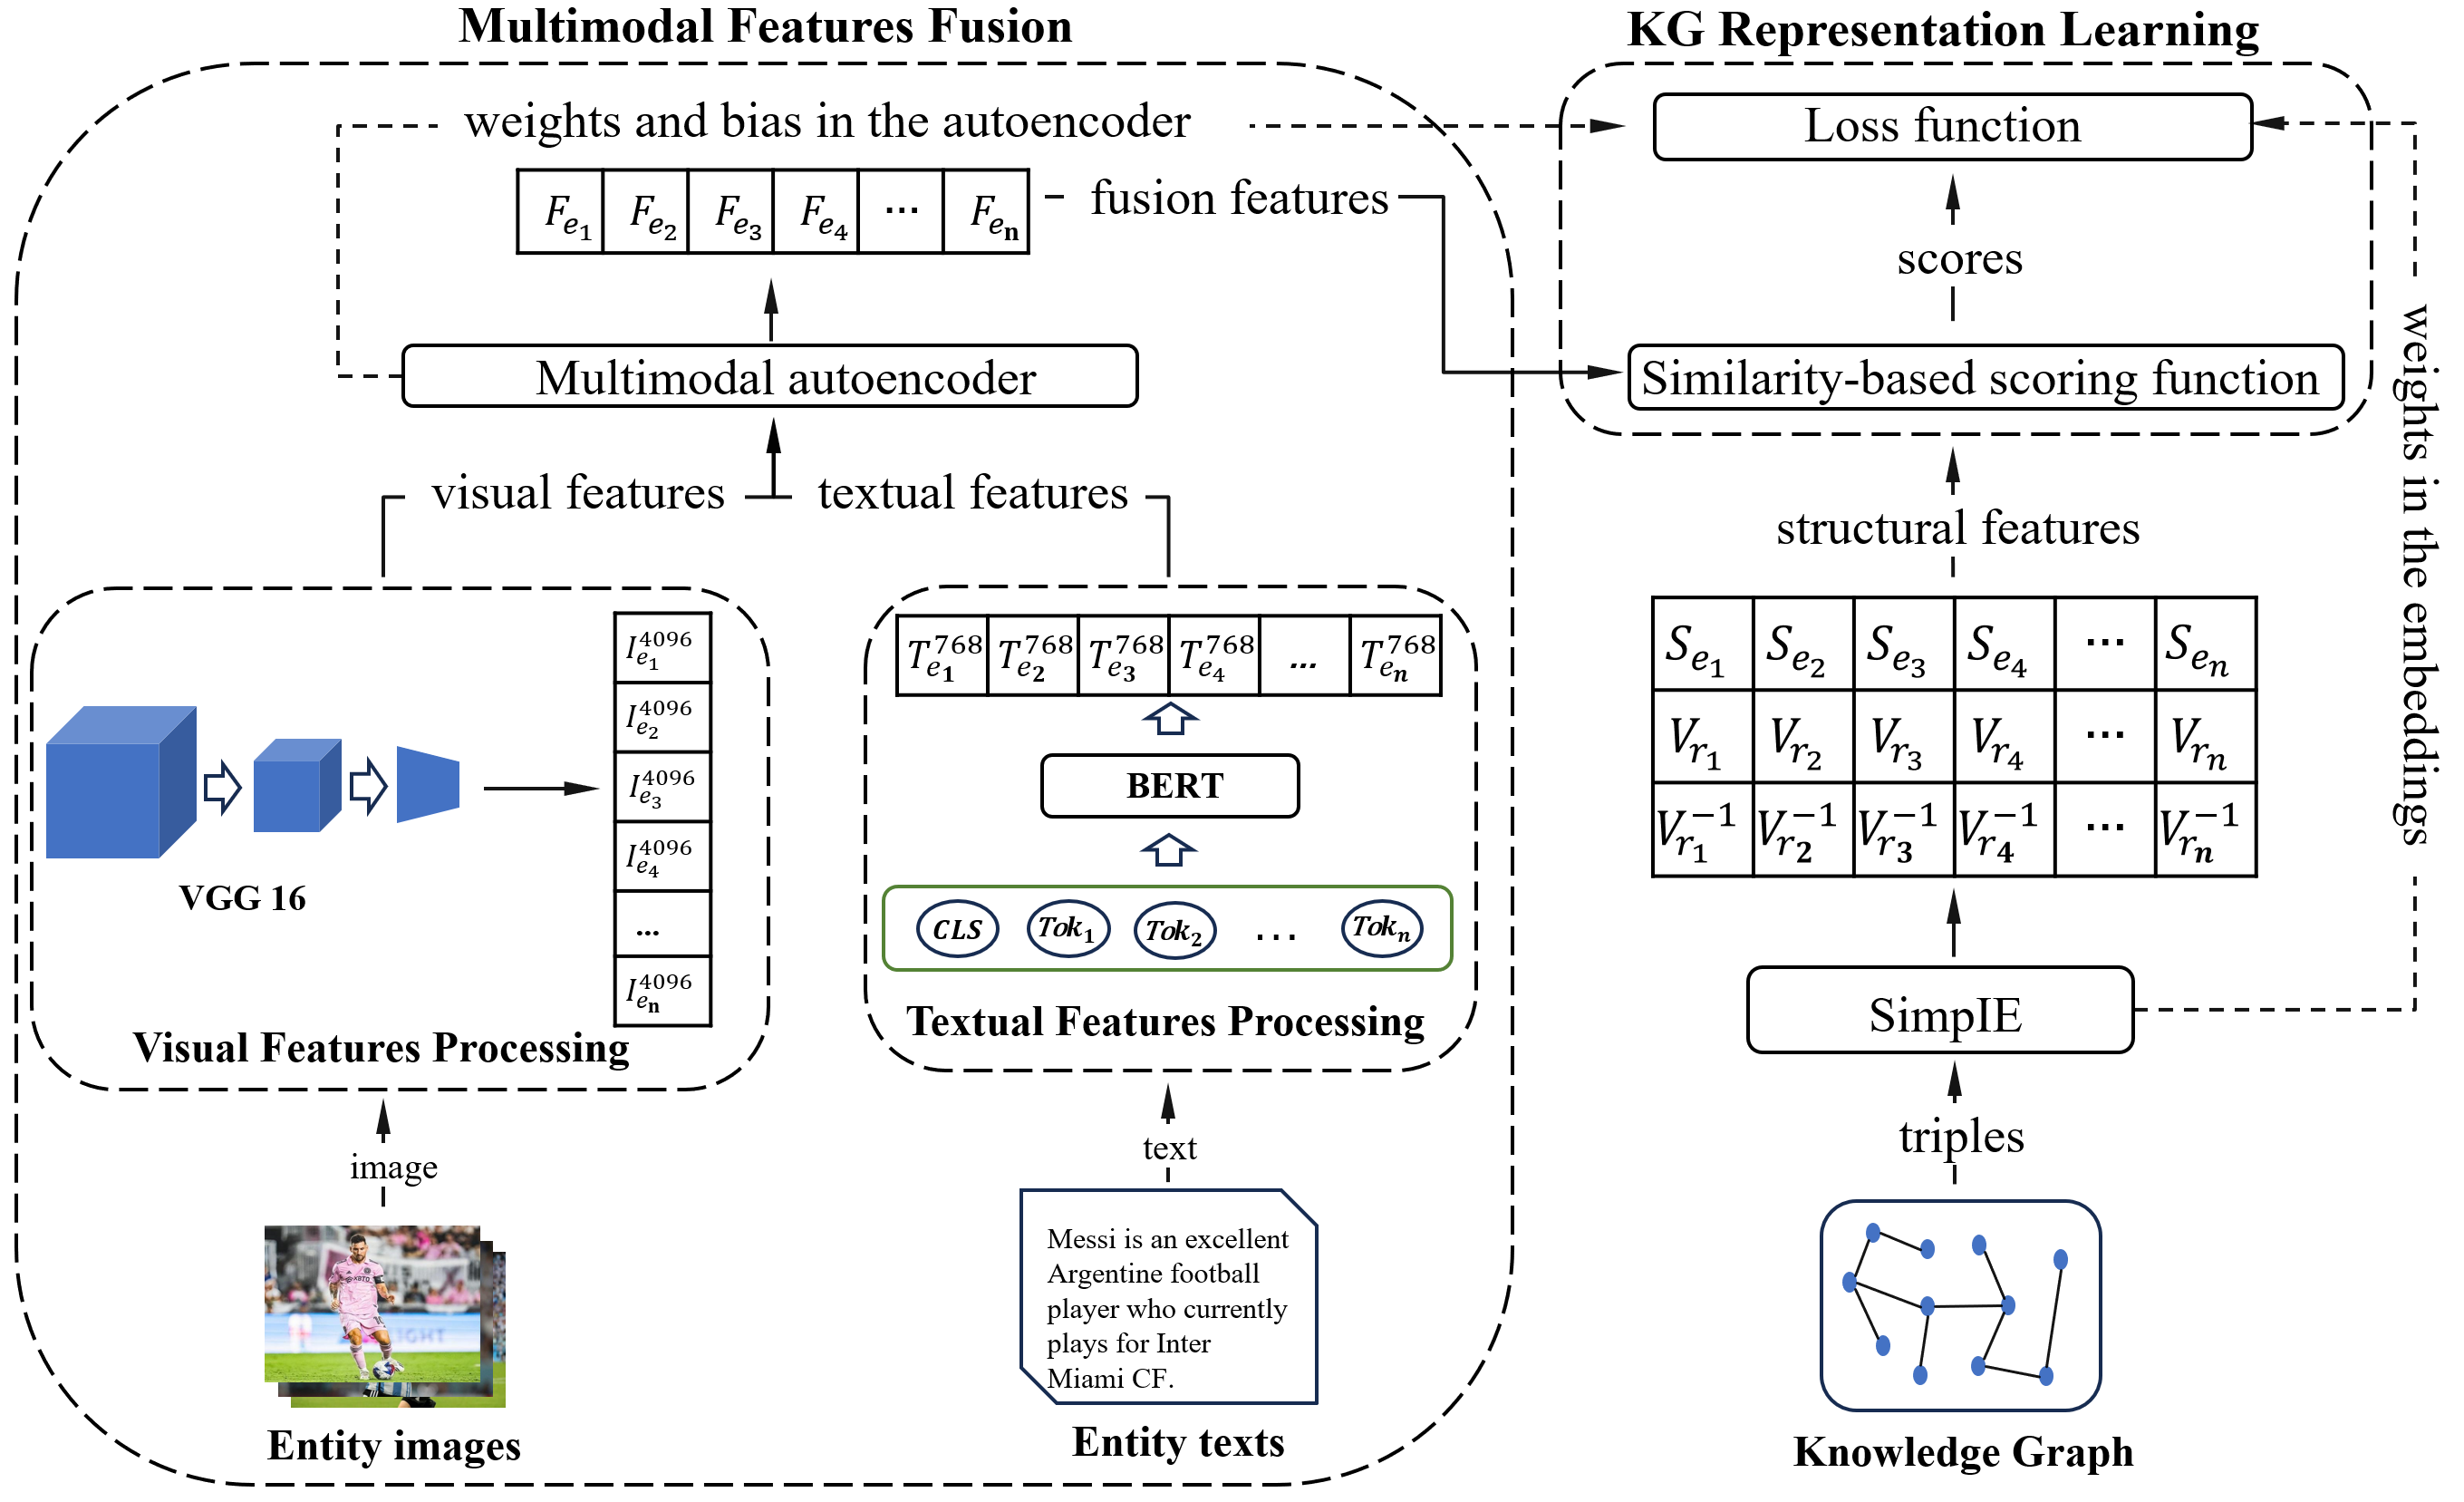 Multimodal Features Fusion
KG Representation Learning
weights and bias in the autoencoder
Loss function
F_{e_1} F_{e_2} F_{e_3} F_{e_4} ... F_{e_n}
fusion features
scores
Multimodal autoencoder
Similarity-based scoring function
visual features
textual features
structural features
weights in the embeddings
I_{e_1}^{4096}
I_{e_2}^{4096}
I_{e_3}^{4096}
I_{e_4}^{4096}
...
I_{e_n}^{4096}
VGG 16
Visual Features Processing
T_{e_1}^{768} T_{e_2}^{768} T_{e_3}^{768} T_{e_4}^{768} ... T_{e_n}^{768}
BERT
CLS Tok_1 Tok_2 ... Tok_n
Textual Features Processing
S_{e_1} S_{e_2} S_{e_3} S_{e_4} ... S_{e_n}
V_{r_1} V_{r_2} V_{r_3} V_{r_4} ... V_{r_n}
V_{r_1}^{-1} V_{r_2}^{-1} V_{r_3}^{-1} V_{r_4}^{-1} ... V_{r_n}^{-1}
SimpIE
triples
image
text
Messi is an excellent
Argentine football
player who currently
plays for Inter
Miami CF.
Entity images
Entity texts
Knowledge Graph